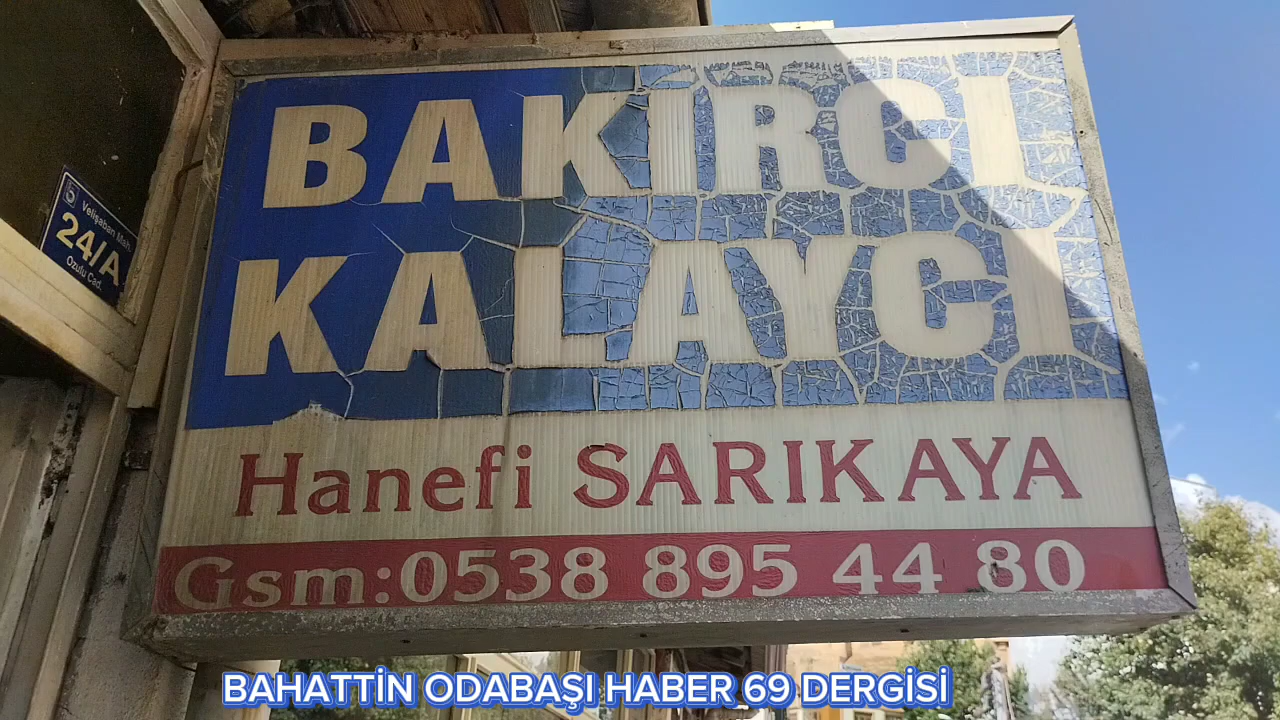 BAKIRCI
KALAYCI
Hanefi SARIKAYA
Gsm:0538 895 44 80
5
Velişaban Mah.
24/A
Ozulu Cad.
BAHATTİN ODABAŞI HABER 69 DERGİSİ